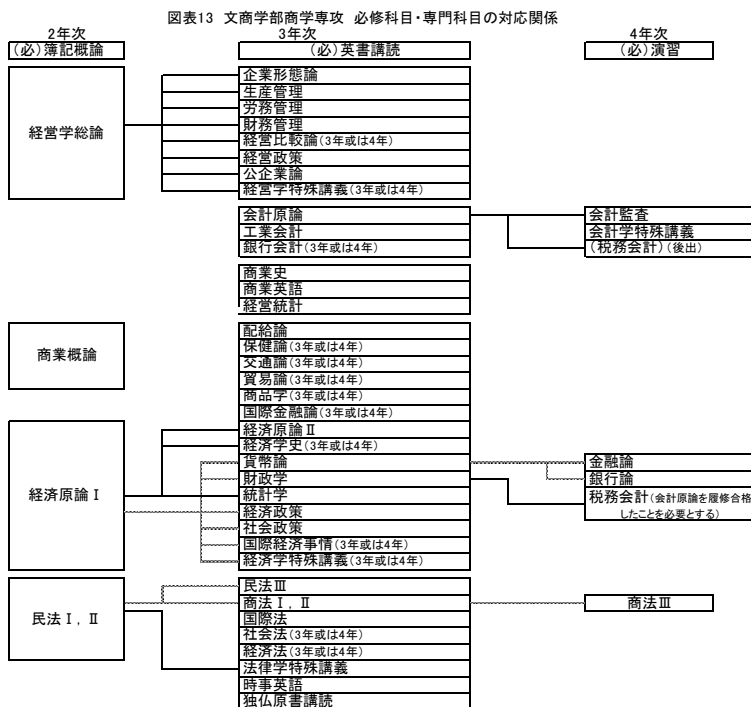 図表13 文商学部商学専攻 必修科目・専門科目の対応関係
2年次
3年次
4年次
(必)簿記概論
(必)英書講読
(必)演習
経営学総論
企業形態論
生産管理
労務管理
財務管理
経営比較論(3年或は4年)
経営政策
公企業論
経営学特殊講義(3年或は4年)
会計原論
工業会計
銀行会計(3年或は4年)
会計監査
会計学特殊講義
(税務会計)(後出)
商業史
商業英語
経営統計
商業概論
配給論
保健論(3年或は4年)
交通論(3年或は4年)
貿易論(3年或は4年)
商品学(3年或は4年)
国際金融論(3年或は4年)
経済原論Ⅰ
経済原論Ⅱ
経済学史(3年或は4年)
貨幣論
財政学
統計学
経済政策
社会政策
国際経済事情(3年或は4年)
経済学特殊講義(3年或は4年)
金融論
銀行論
税務会計(会計原論を履修合格
したことを必要とする)
民法Ⅰ,Ⅱ
民法Ⅲ
商法Ⅰ,Ⅱ
国際法
社会法(3年或は4年)
経済法(3年或は4年)
法律学特殊講義
時事英語
独仏原書講読
商法Ⅲ